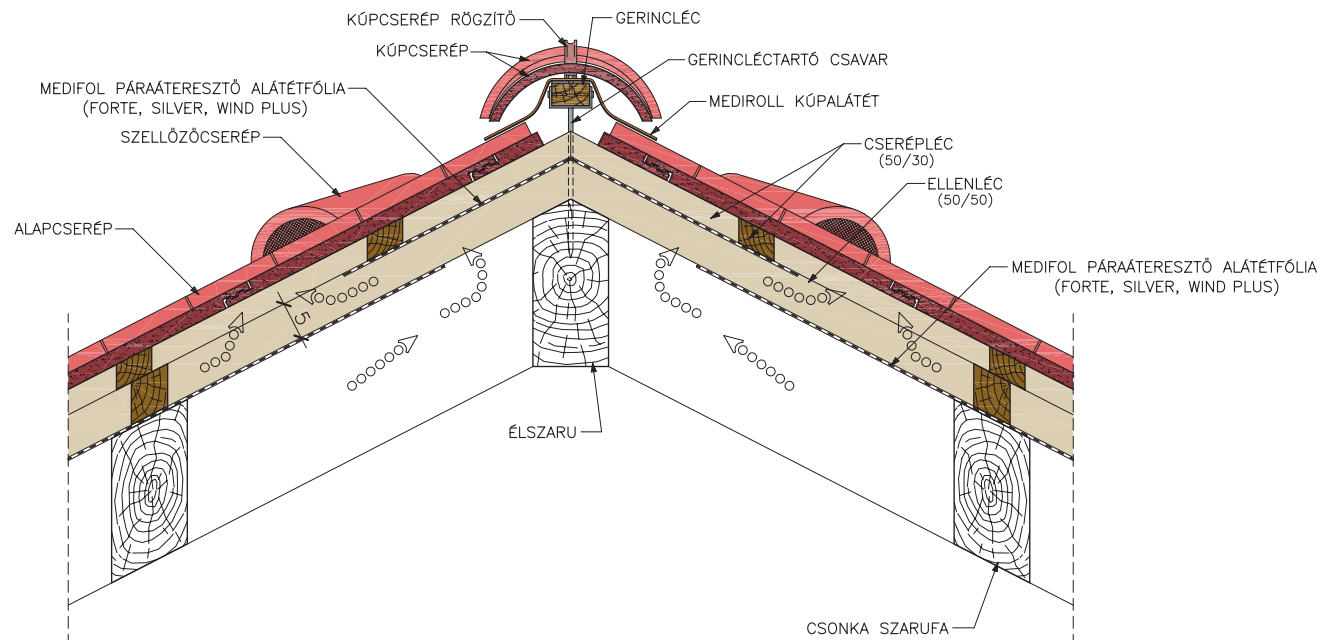 KÚPCSERÉP RÖGZÍTŐ
GERINCLÉC
KÚPCSERÉP
GERINCLÉCTARTÓ CSAVAR
MEDIFOL PÁRAÁTERESZTŐ ALÁTÉTFÓLIA
(FORTE, SILVER, WIND PLUS)
MEDIROLL KÚPALÁTÉT
SZELLŐZŐCSERÉP
CSERÉPLÉC
(50/30)
ELLENLÉC
(50/50)
ALAPCSERÉP
MEDIFOL PÁRAÁTERESZTŐ ALÁTÉTFÓLIA
(FORTE, SILVER, WIND PLUS)
5
ÉLSZARU
CSONKA SZARUFA